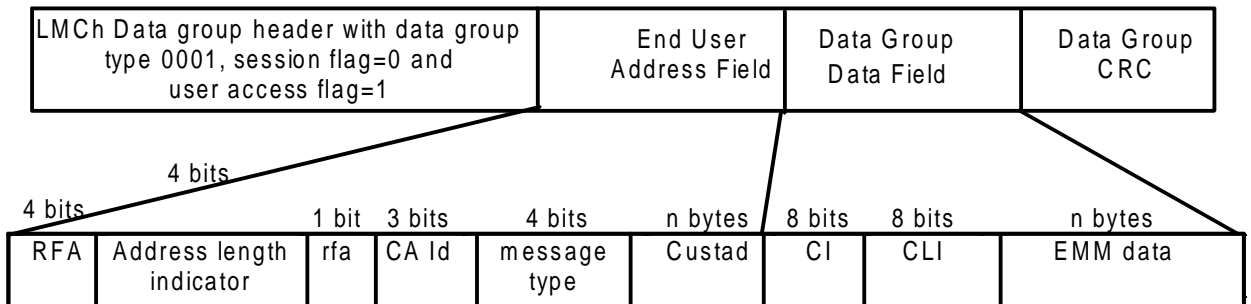 LMCh Data group header with data group
type 0001, session flag=0 and
user access flag=1
End User
Address Field
Data Group
Data Field
Data Group
CRC
4 bits
4 bits
1 bit
3 bits
4 bits
n bytes
8 bits
8 bits
n bytes
RFA
Address length
indicator
rfa
CA Id
message
type
Custad
CI
CLI
EMM data